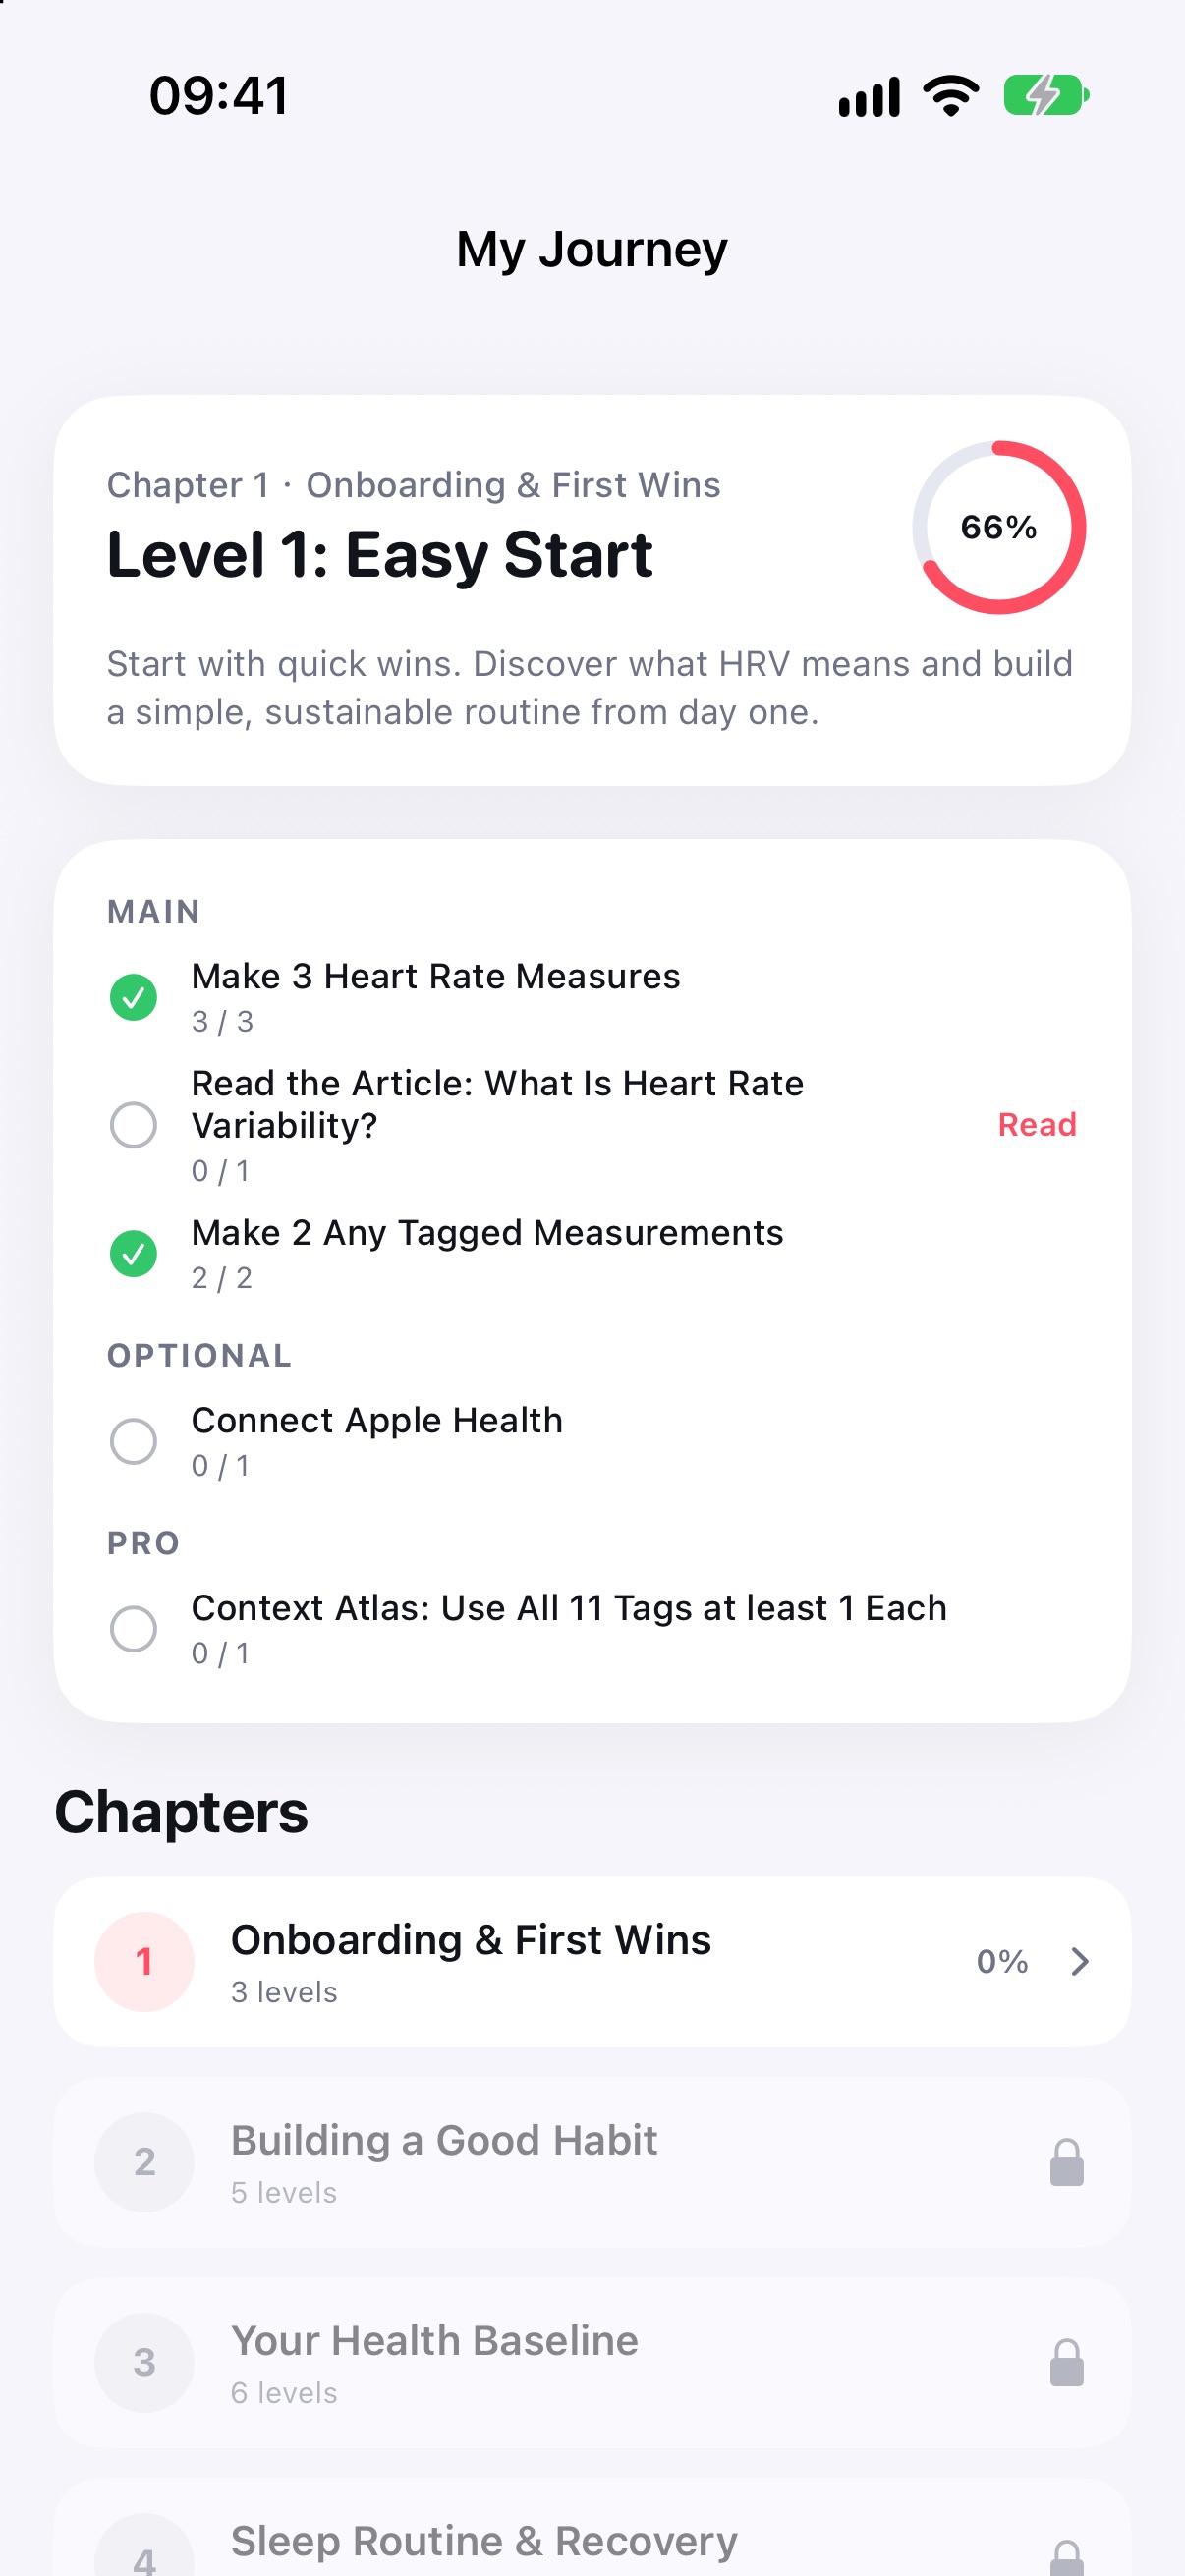 09:41
My Journey
Chapter 1 · Onboarding & First Wins
Level 1: Easy Start
66%
Start with quick wins. Discover what HRV means and build
a simple, sustainable routine from day one.
MAIN
Make 3 Heart Rate Measures
3 / 3
Read the Article: What Is Heart Rate
Variability?
0 / 1
Read
Make 2 Any Tagged Measurements
2 / 2
OPTIONAL
Connect Apple Health
0 / 1
PRO
Context Atlas: Use All 11 Tags at least 1 Each
0 / 1
Chapters
1
Onboarding & First Wins
3 levels
0%
2
Building a Good Habit
5 levels
3
Your Health Baseline
6 levels
4
Sleep Routine & Recovery